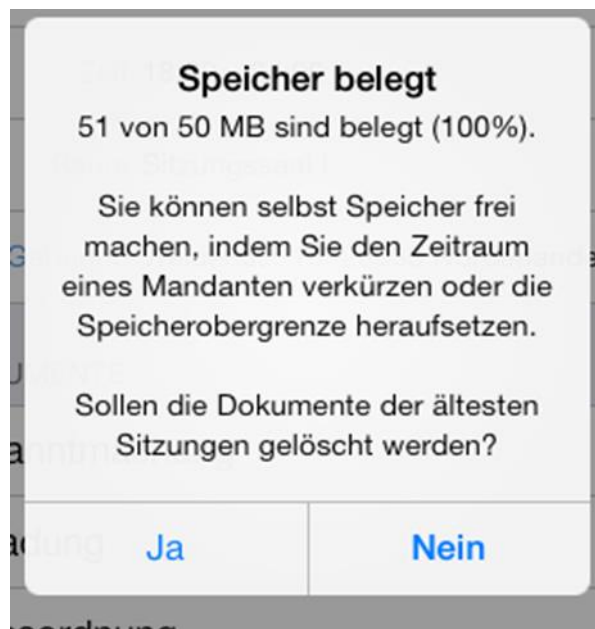 Speicher belegt
51 von 50 MB sind belegt (100%).
Sie können selbst Speicher frei
machen, indem Sie den Zeitraum
eines Mandanten verkürzen oder die
Speicherobergrenze heraufsetzen.
Sollen die Dokumente der ältesten
Sitzungen gelöscht werden?
Ja
Nein